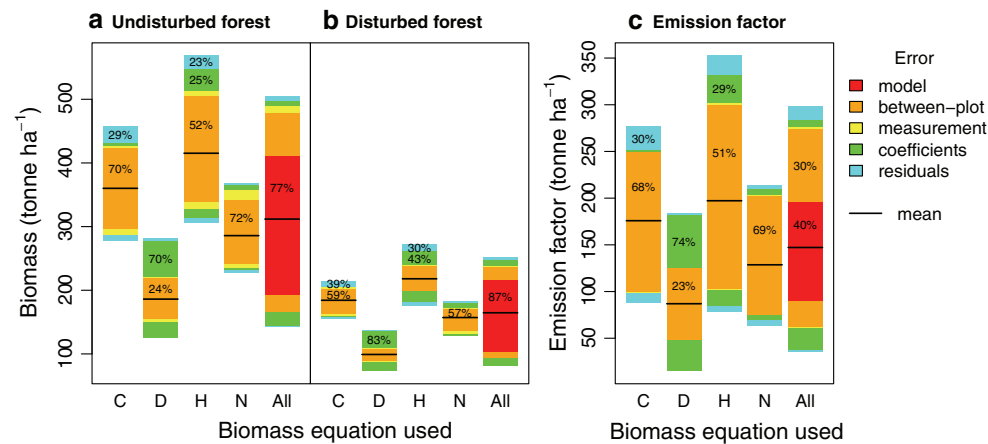 a Undisturbed forest
b Disturbed forest
c Emission factor
Biomass (tonne ha−1)
100
200
300
400
500
29%
70%
70%
24%
23%
25%
52%
72%
77%
39%
59%
83%
30%
43%
57%
87%
C D H N All
C D H N All
Biomass equation used
Emission factor (tonne ha−1)
50
100
150
200
250
300
350
30%
68%
74%
23%
29%
51%
69%
30%
40%
C D H N All
Biomass equation used
Error
model
between-plot
measurement
coefficients
residuals
mean